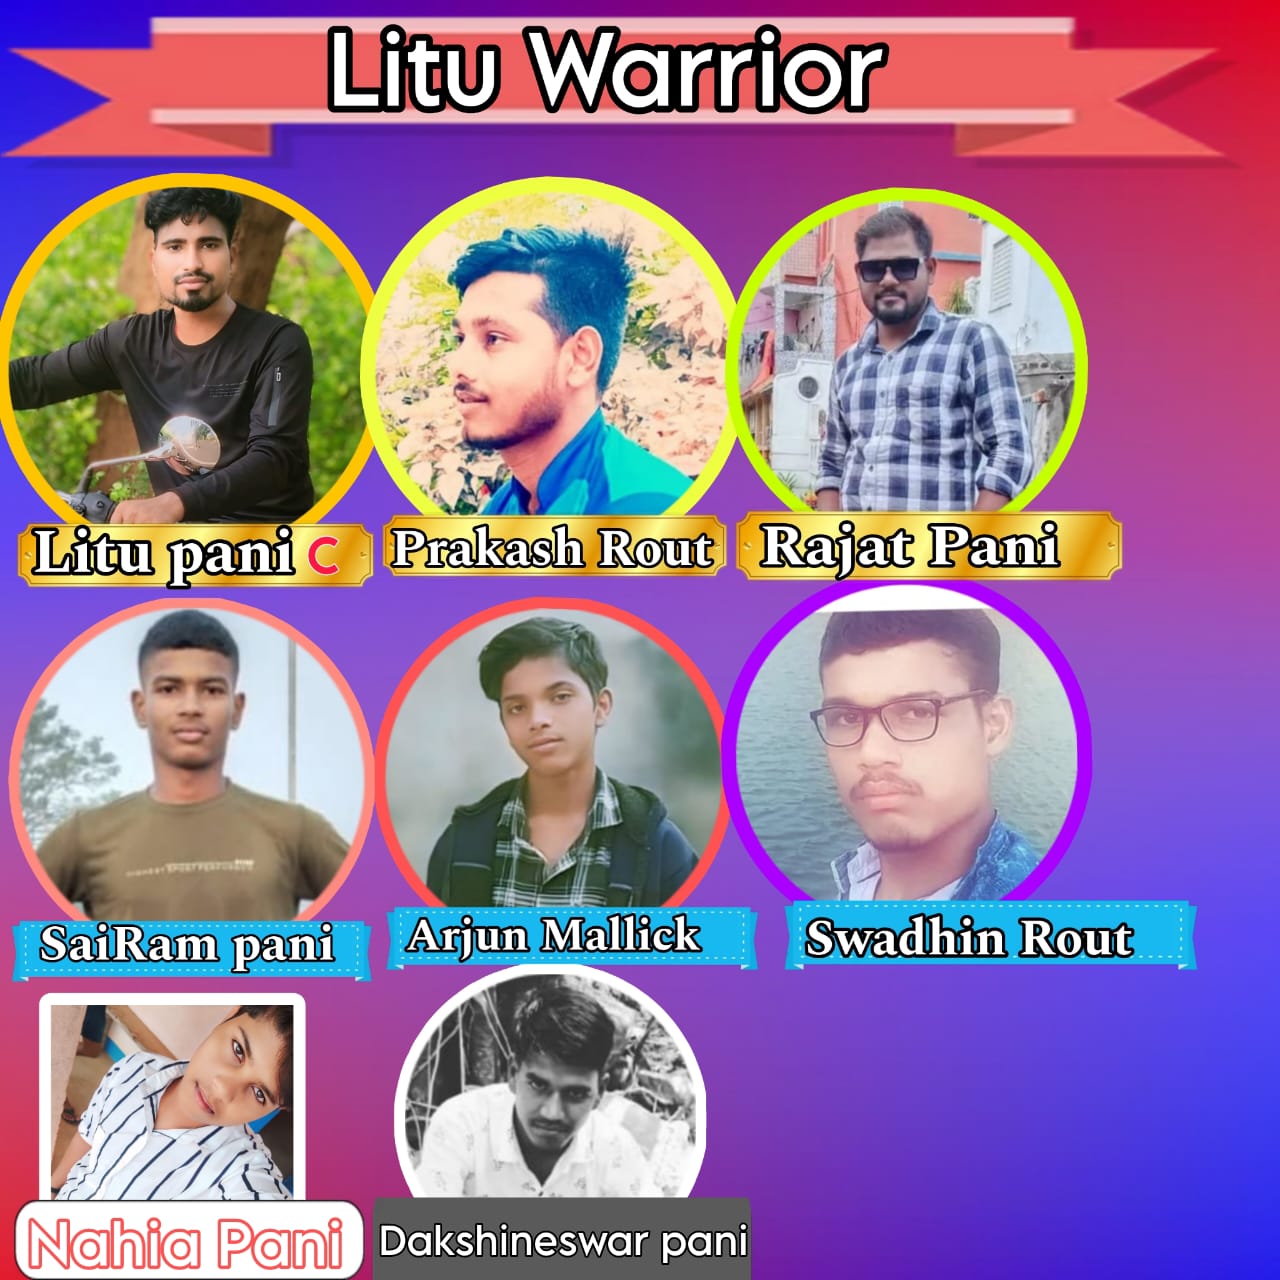 Litu Warrior
Litu pani C
Prakash Rout
Rajat Pani
SaiRam pani
Arjun Mallick
Swadhin Rout
Nahia Pani
Dakshineswar pani